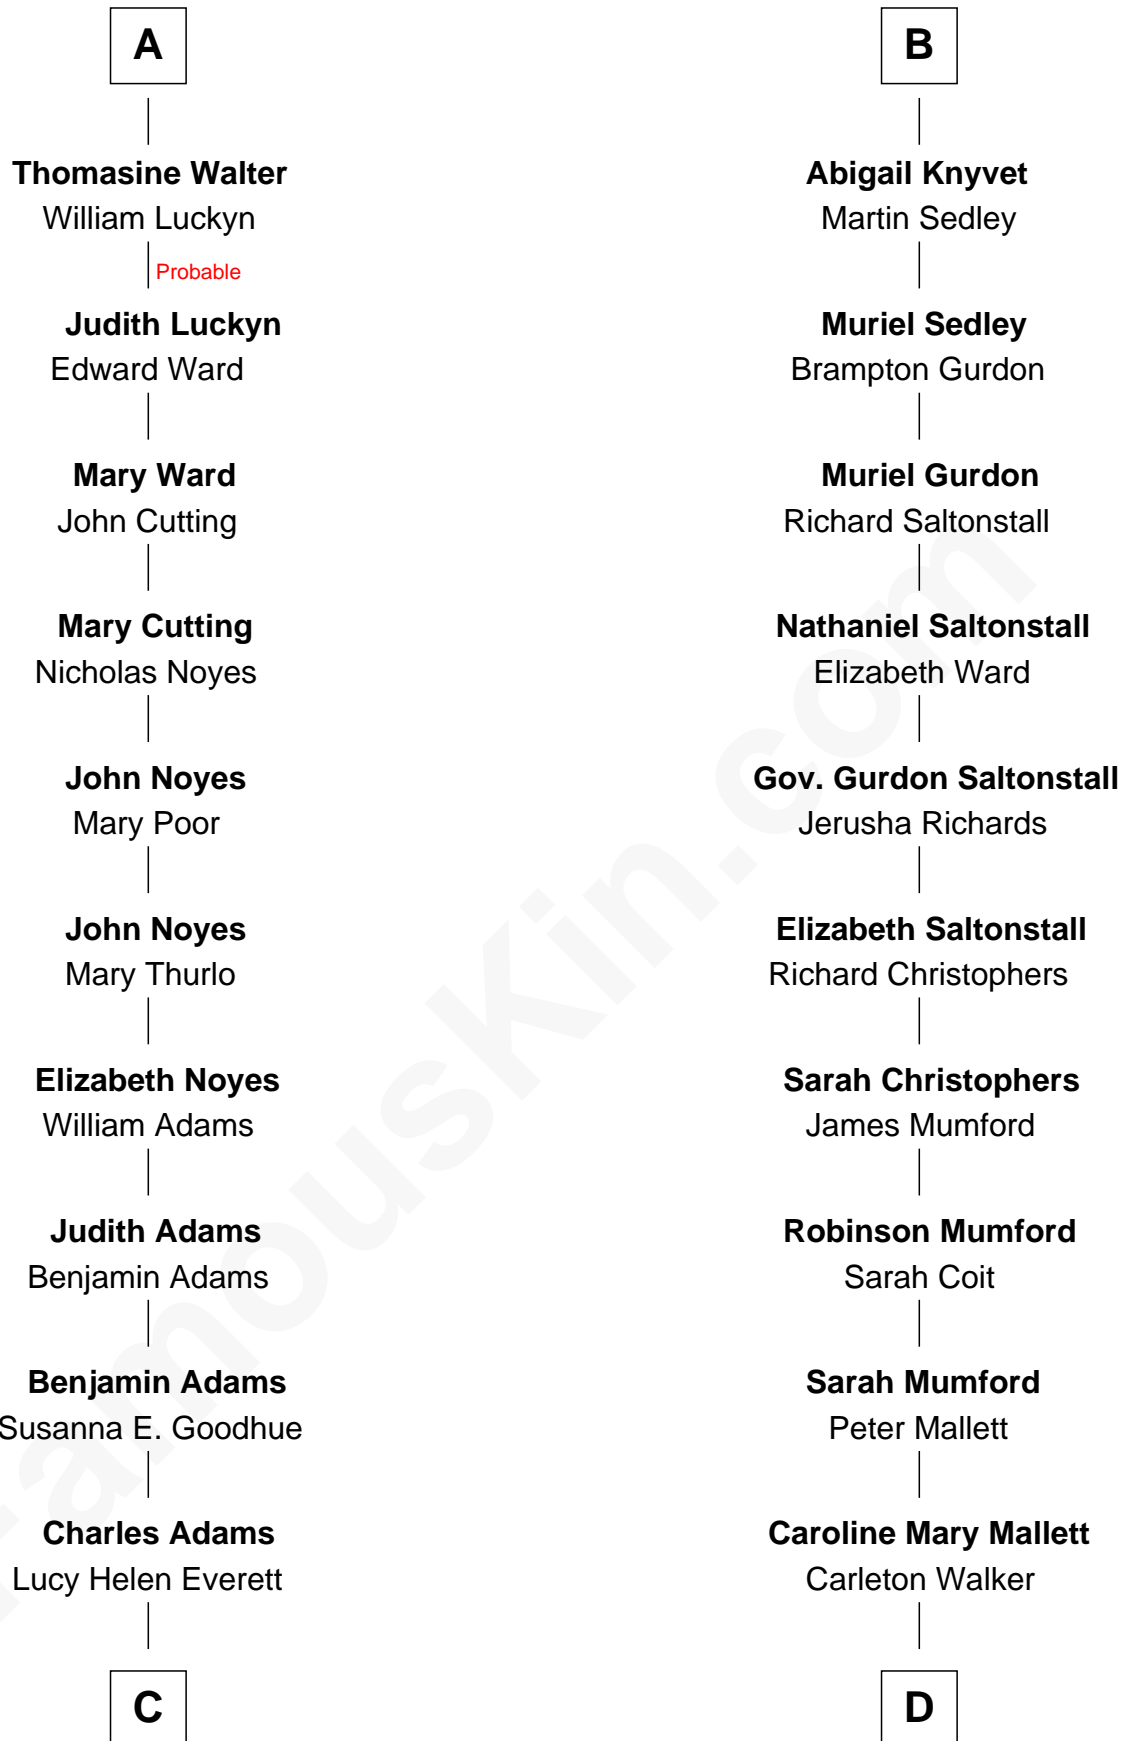 A
Thomasine Walter
William Luckyn
Probable
Judith Luckyn
Edward Ward
Mary Ward
John Cutting
Mary Cutting
Nicholas Noyes
John Noyes
Mary Poor
John Noyes
Mary Thurlo
Elizabeth Noyes
William Adams
Judith Adams
Benjamin Adams
Benjamin Adams
Susanna E. Goodhue
Charles Adams
Lucy Helen Everett
C
B
Abigail Knyvet
Martin Sedley
Muriel Sedley
Brampton Gurdon
Muriel Gurdon
Richard Saltonstall
Nathaniel Saltonstall
Elizabeth Ward
Gov. Gurdon Saltonstall
Jerusha Richards
Elizabeth Saltonstall
Richard Christophers
Sarah Christophers
James Mumford
Robinson Mumford
Sarah Coit
Sarah Mumford
Peter Mallett
Caroline Mary Mallett
Carleton Walker
D
FamousKin.com